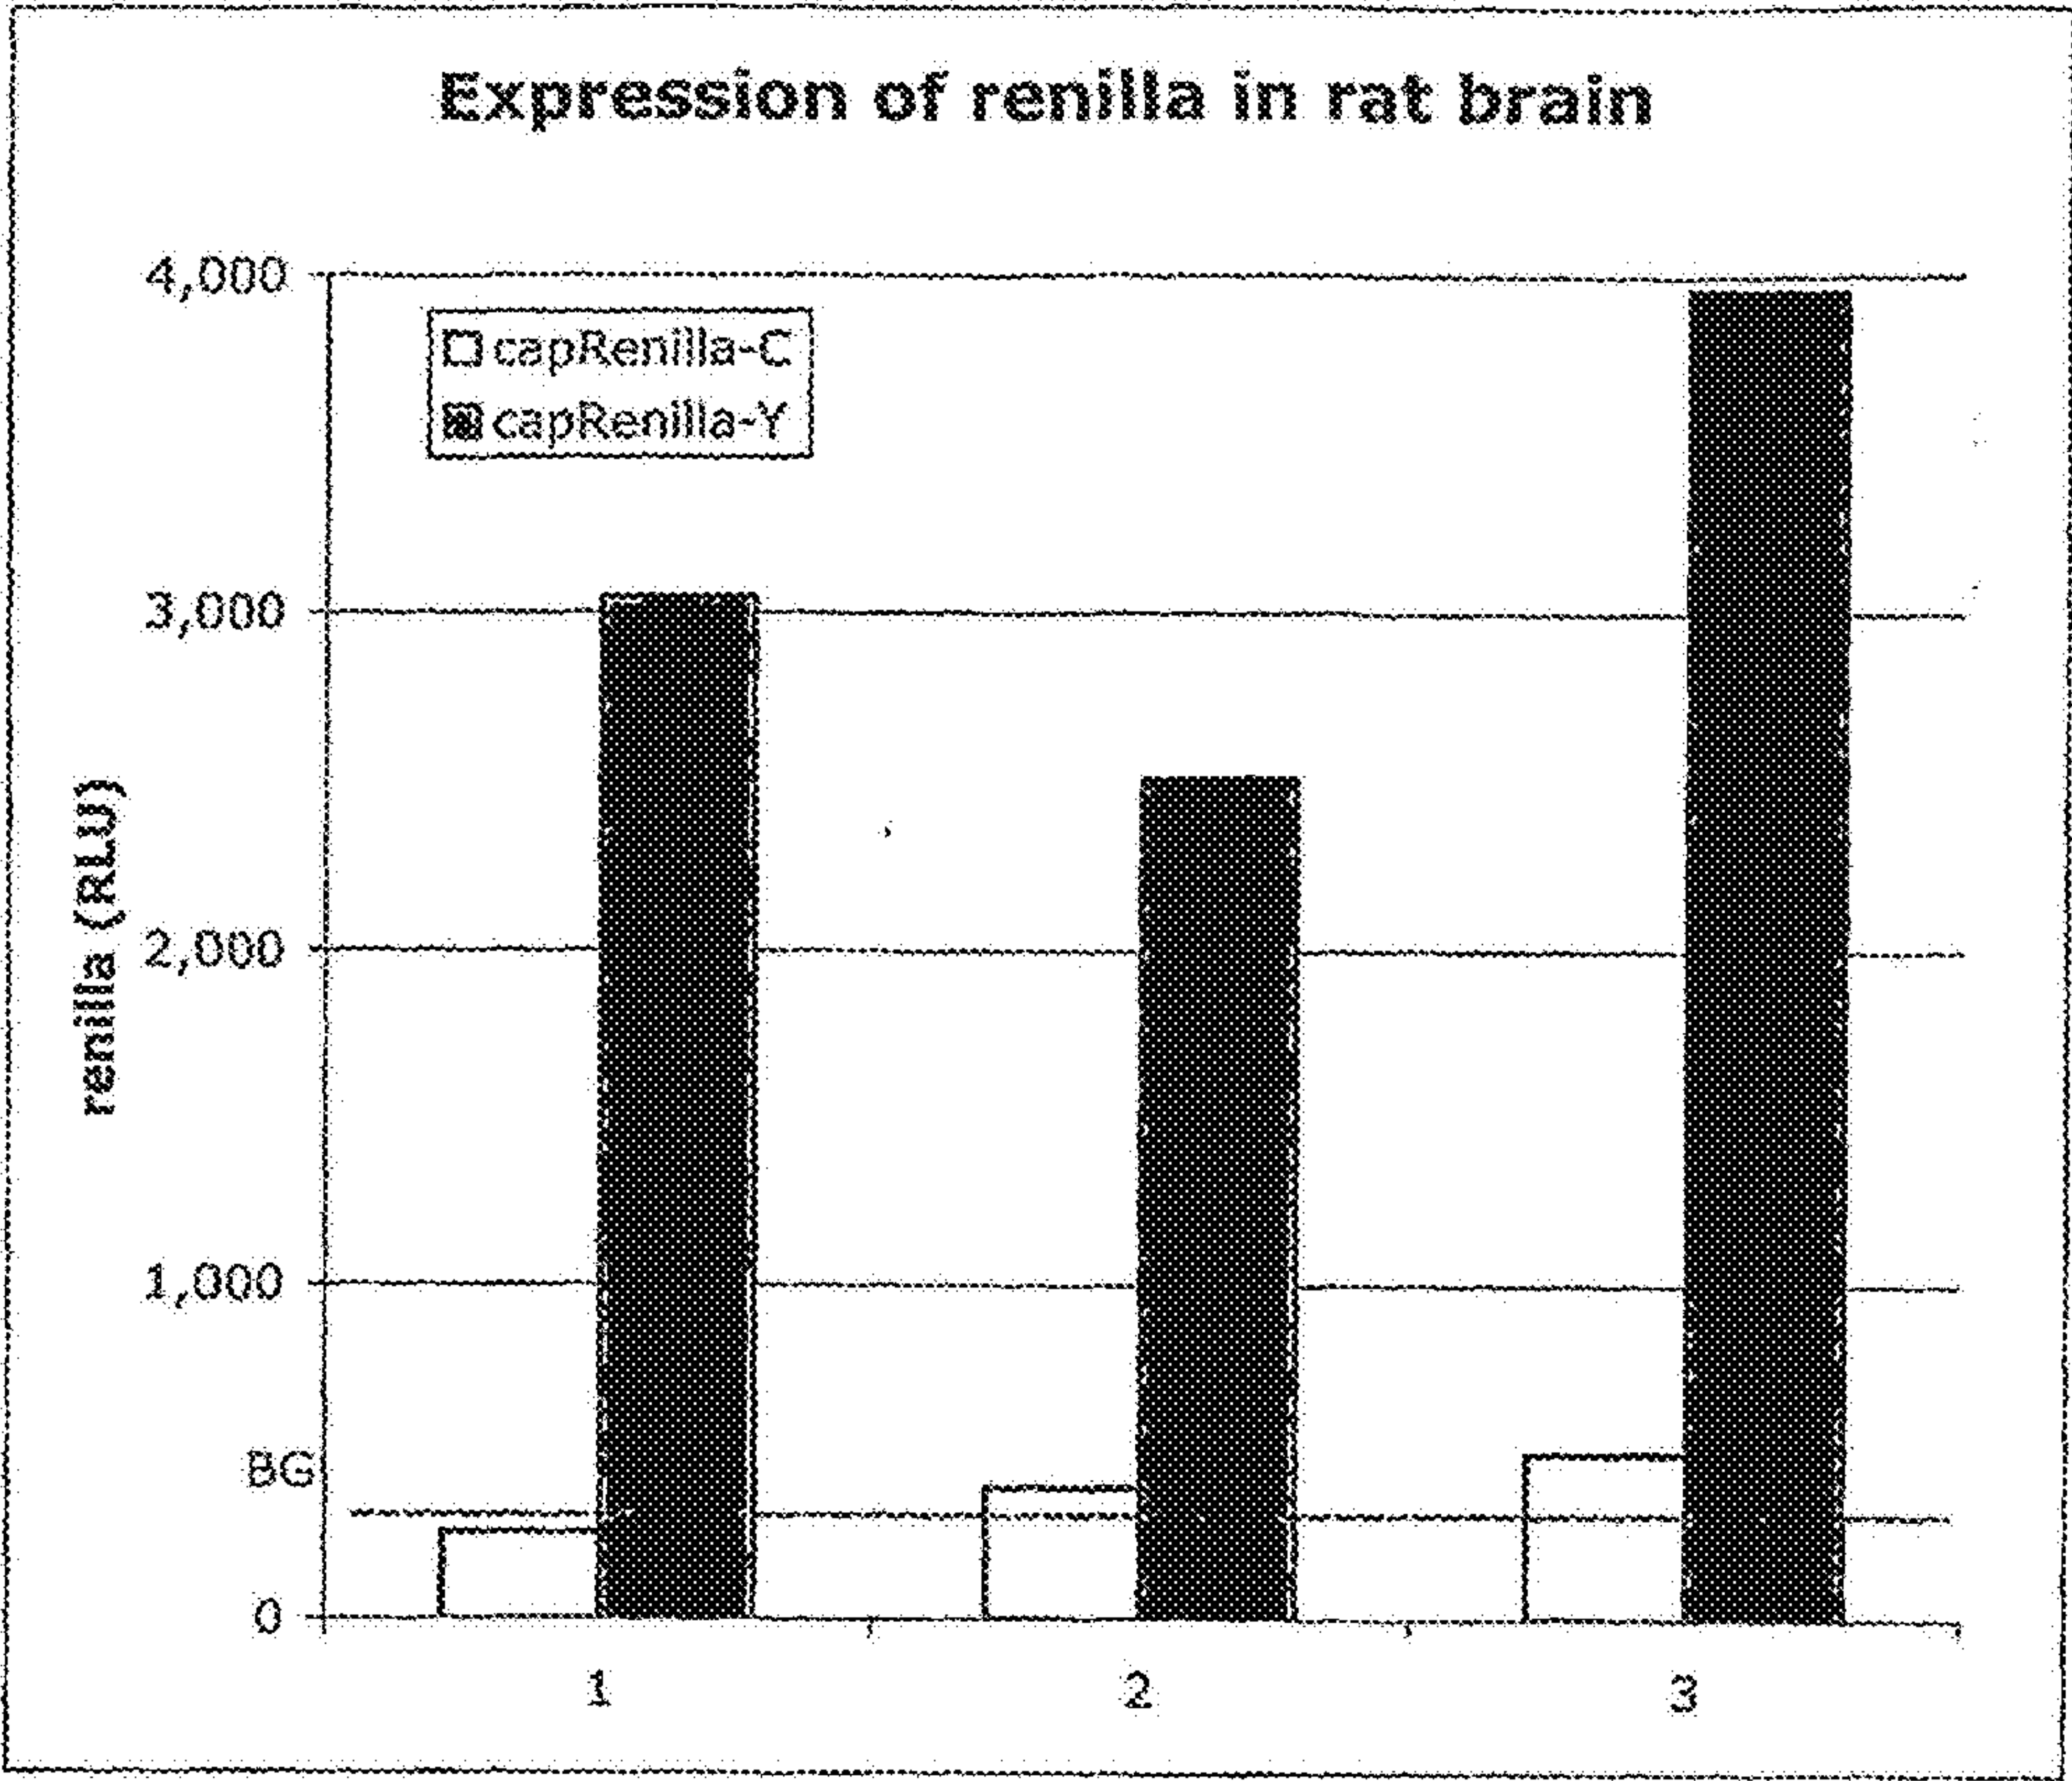 Expression of renilla in rat brain
4,000
capRenilla-C
capRenilla-Y
3,000
renilla (RLU)
2,000
1,000
BG
0
1 2 3